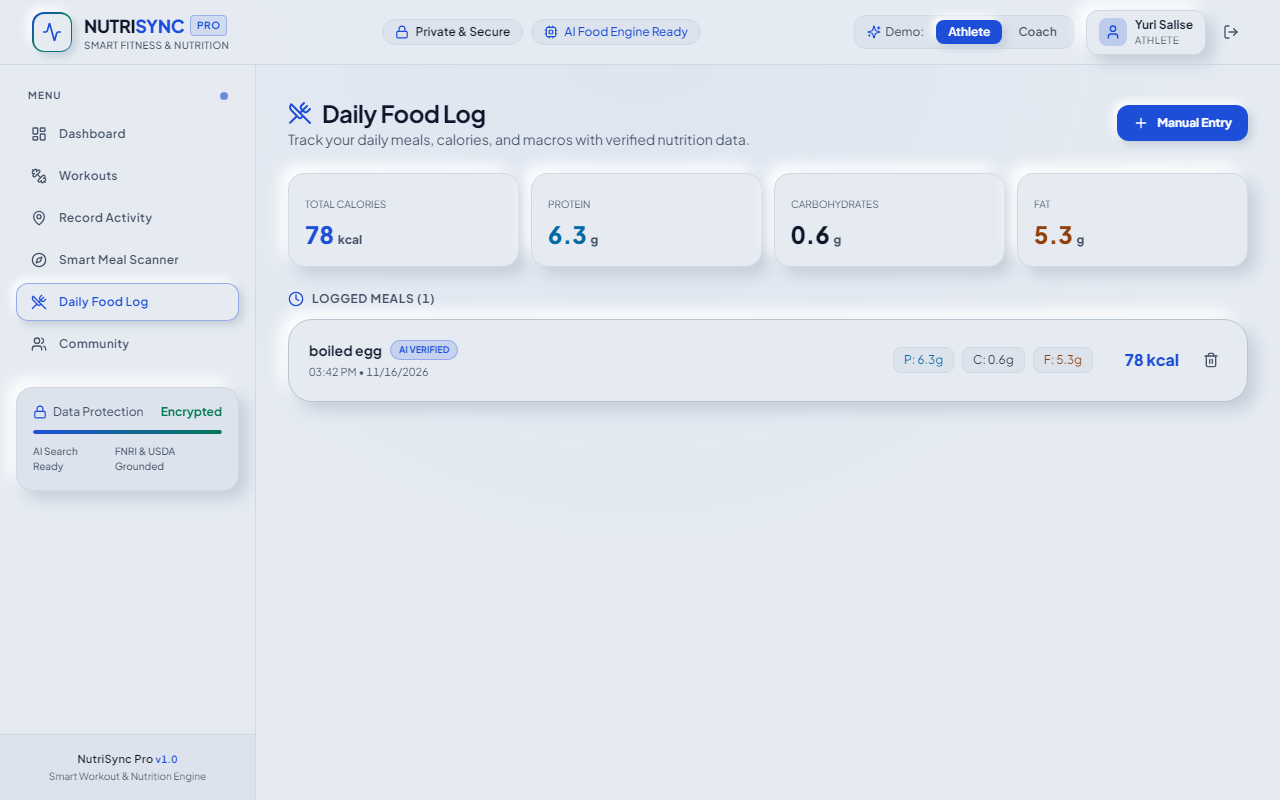 NUTRISYNC PRO
SMART FITNESS & NUTRITION
Private & Secure
AI Food Engine Ready
Demo:
Athlete
Coach
Yuri Salise
ATHLETE
MENU
Dashboard
Workouts
Record Activity
Smart Meal Scanner
Daily Food Log
Community
Data Protection
Encrypted
AI Search Ready
FNRI & USDA Grounded
NutriSync Pro v1.0
Smart Workout & Nutrition Engine
Daily Food Log
Track your daily meals, calories, and macros with verified nutrition data.
Manual Entry
TOTAL CALORIES
78 kcal
PROTEIN
6.3 g
CARBOHYDRATES
0.6 g
FAT
5.3 g
LOGGED MEALS (1)
boiled egg
AI VERIFIED
03:42 PM • 11/16/2026
P: 6.3g
C: 0.6g
F: 5.3g
78 kcal